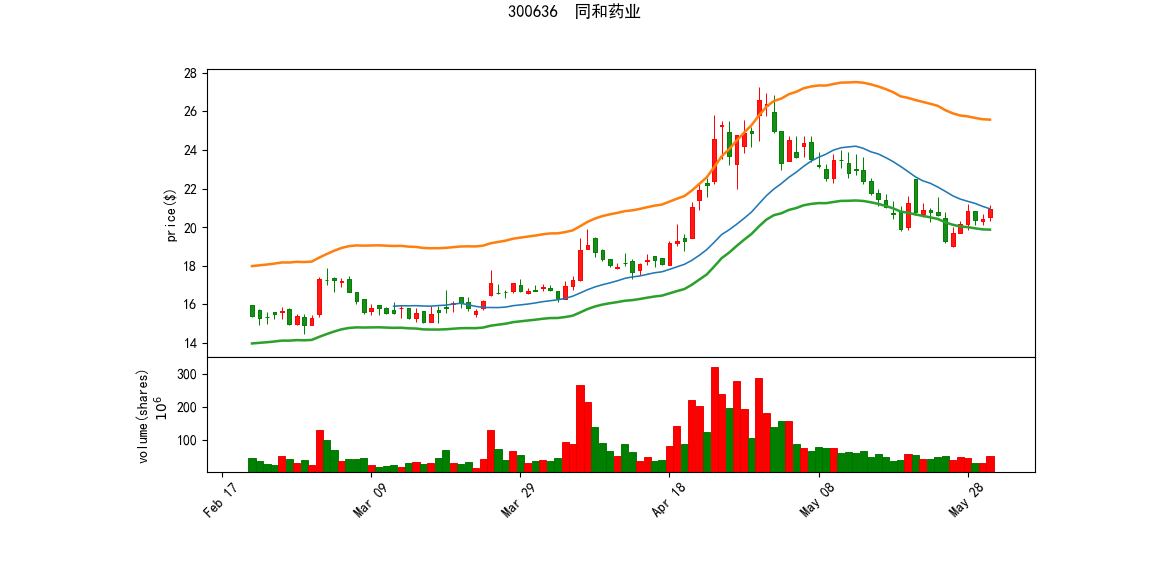 300636 同和药业
price($)
28
26
24
22
20
18
16
14
volume(shares)
10^6
300
200
100
Feb 17
Mar 09
Mar 29
Apr 18
May 08
May 28